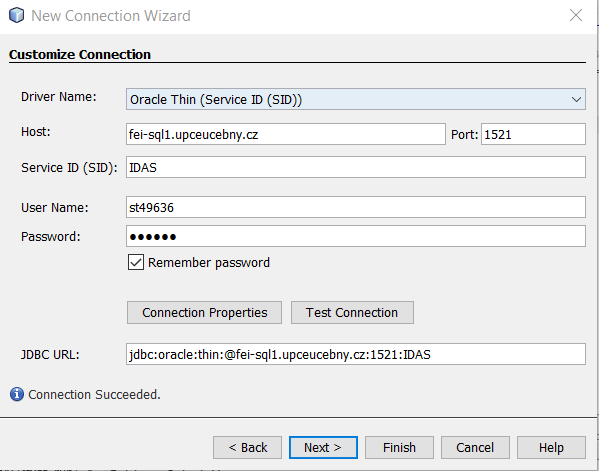 New Connection Wizard
Customize Connection
Driver Name: Oracle Thin (Service ID (SID))
Host: fei-sql1.upceucebny.cz Port: 1521
Service ID (SID): IDAS
User Name: st49636
Password: ●●●●●●
Remember password
Connection Properties Test Connection
JDBC URL: jdbc:oracle:thin:@fei-sql1.upceucebny.cz:1521:IDAS
Connection Succeeded.
< Back Next > Finish Cancel Help